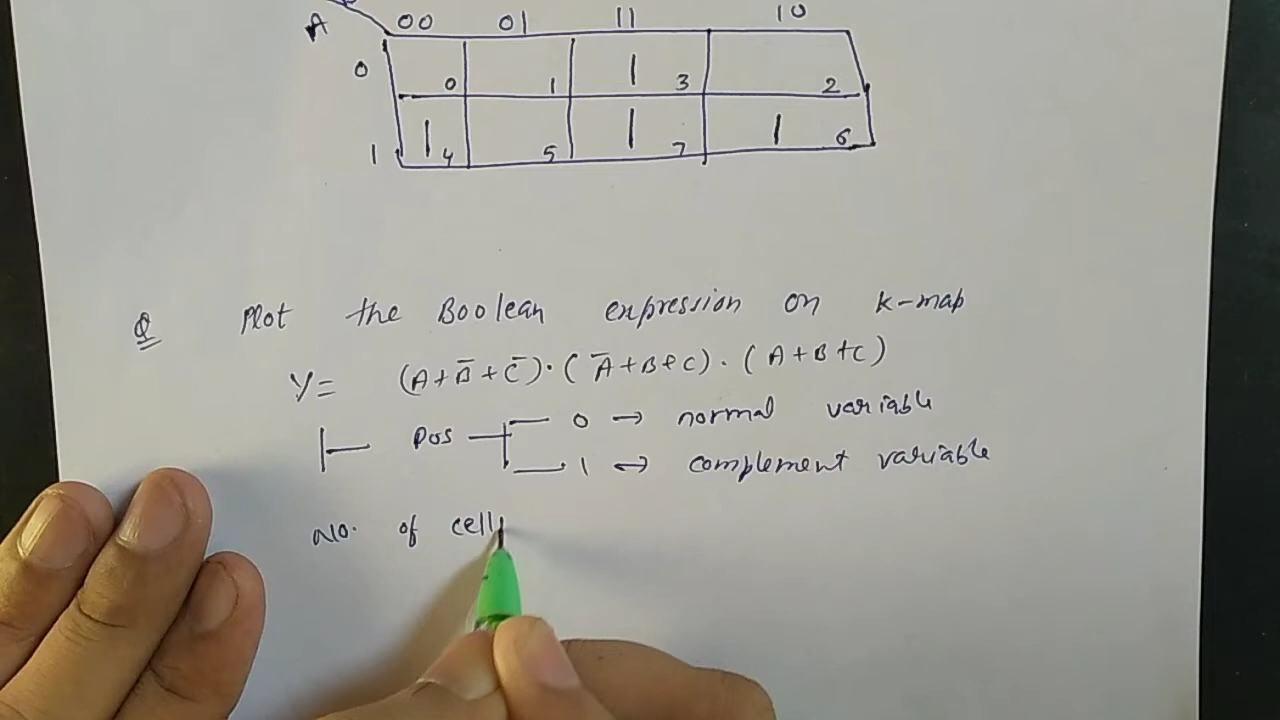 A 00 01 11 10
0 0 1 1 3 2
1 1 4 5 1 7 1 6
Q Plot the Boolean expression on k-map
Y= (A+B̄+C̄)·(Ā+B+C)·(A+B+C)
POS 0 → normal variable
1 ↔ complement variable
No. of cell